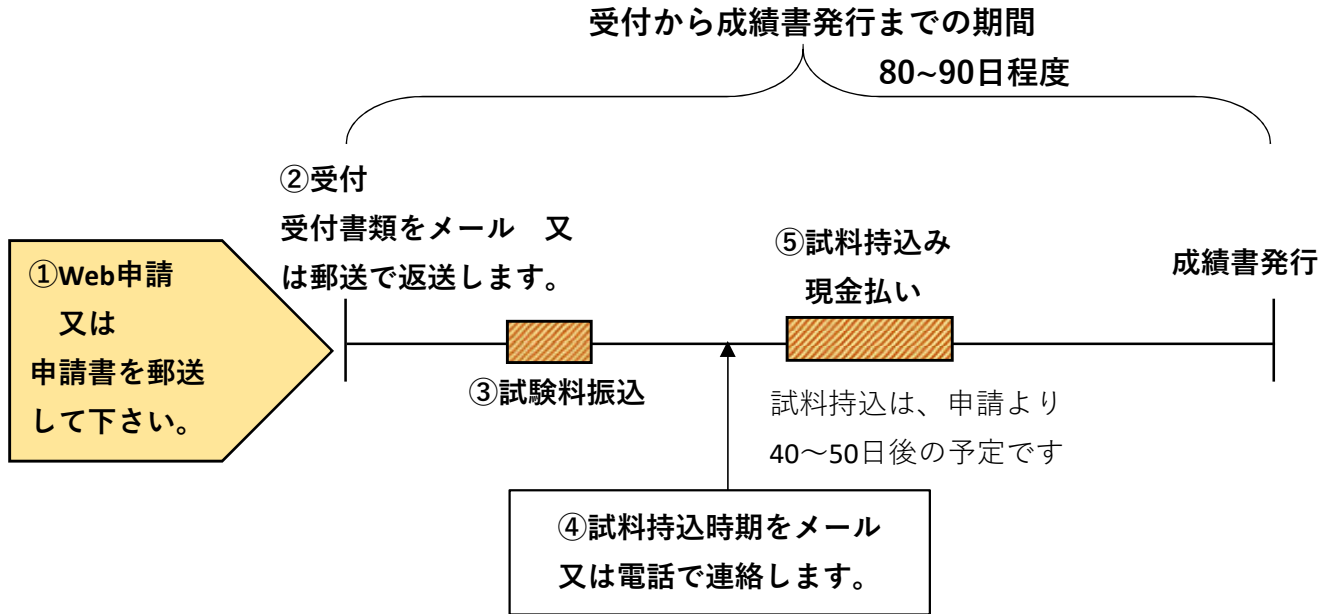 受付から成績書発行までの期間
80~90日程度
②受付
受付書類をメール　又
は郵送で返送します。
①Web申請
又は
申請書を郵送
して下さい。
③試験料振込
⑤試料持込み
現金払い
成績書発行
試料持込は、申請より
40～50日後の予定です
④試料持込時期をメール
又は電話で連絡します。